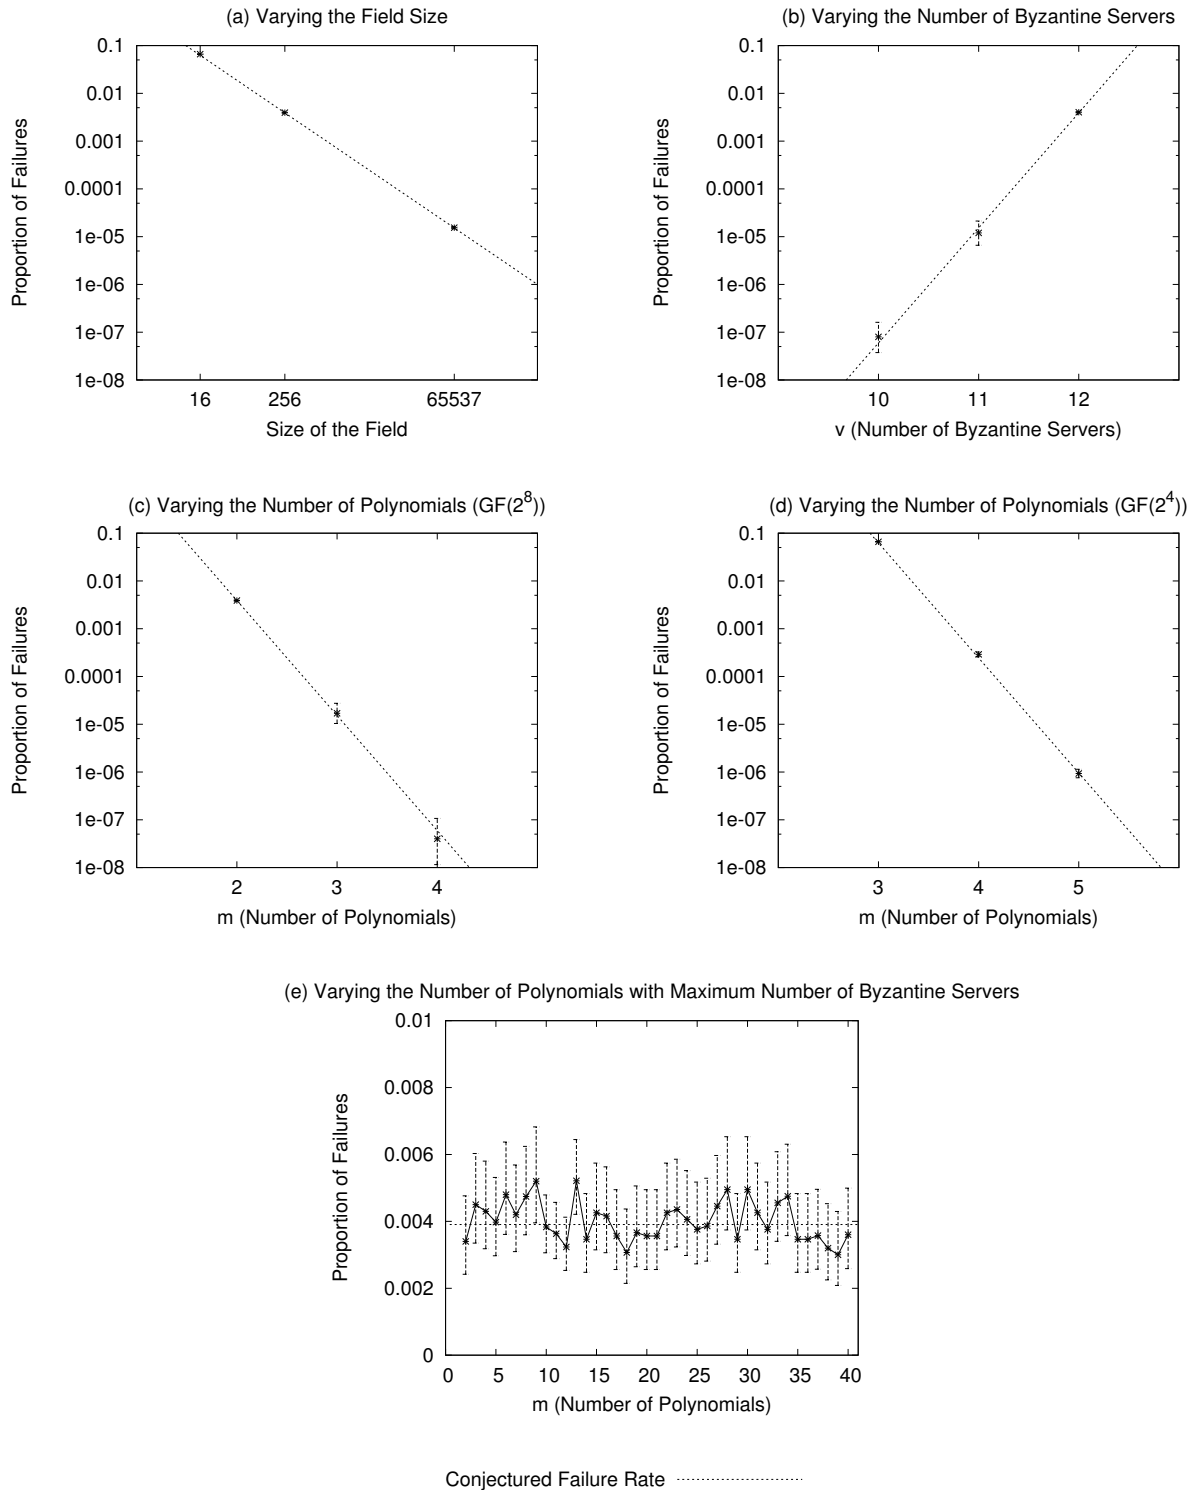 (a) Varying the Field Size
Proportion of Failures
0.1
0.01
0.001
0.0001
1e-05
1e-06
1e-07
1e-08
16 256 65537
Size of the Field
(b) Varying the Number of Byzantine Servers
Proportion of Failures
0.1
0.01
0.001
0.0001
1e-05
1e-06
1e-07
1e-08
10 11 12
v (Number of Byzantine Servers)
(c) Varying the Number of Polynomials (GF(2^8))
Proportion of Failures
0.1
0.01
0.001
0.0001
1e-05
1e-06
1e-07
1e-08
2 3 4
m (Number of Polynomials)
(d) Varying the Number of Polynomials (GF(2^4))
Proportion of Failures
0.1
0.01
0.001
0.0001
1e-05
1e-06
1e-07
1e-08
3 4 5
m (Number of Polynomials)
(e) Varying the Number of Polynomials with Maximum Number of Byzantine Servers
Proportion of Failures
0.01
0.008
0.006
0.004
0.002
0
0 5 10 15 20 25 30 35 40
m (Number of Polynomials)
Conjectured Failure Rate